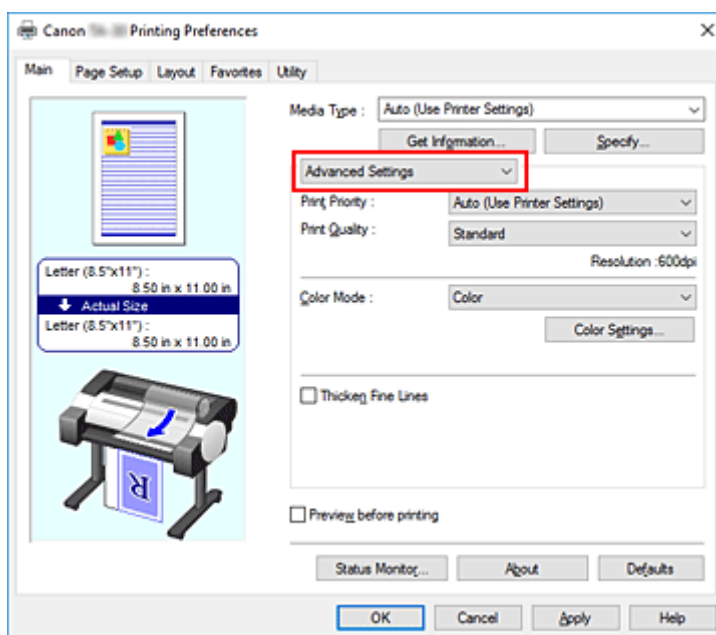 Canon Printing Preferences
Main Page Setup Layout Favorites Utility
Media Type : Auto (Use Printer Settings)
Get Information... Specify...
Advanced Settings
Print Priority : Auto (Use Printer Settings)
Print Quality : Standard
Resolution :600dpi
Letter (8.5"x11") :
8.50 in x 11.00 in
Actual Size
Letter (8.5"x11") :
8.50 in x 11.00 in
Color Mode : Color
Color Settings...
Thicken Fine Lines
R
Preview before printing
Status Monitor... About Defaults
OK Cancel Apply Help